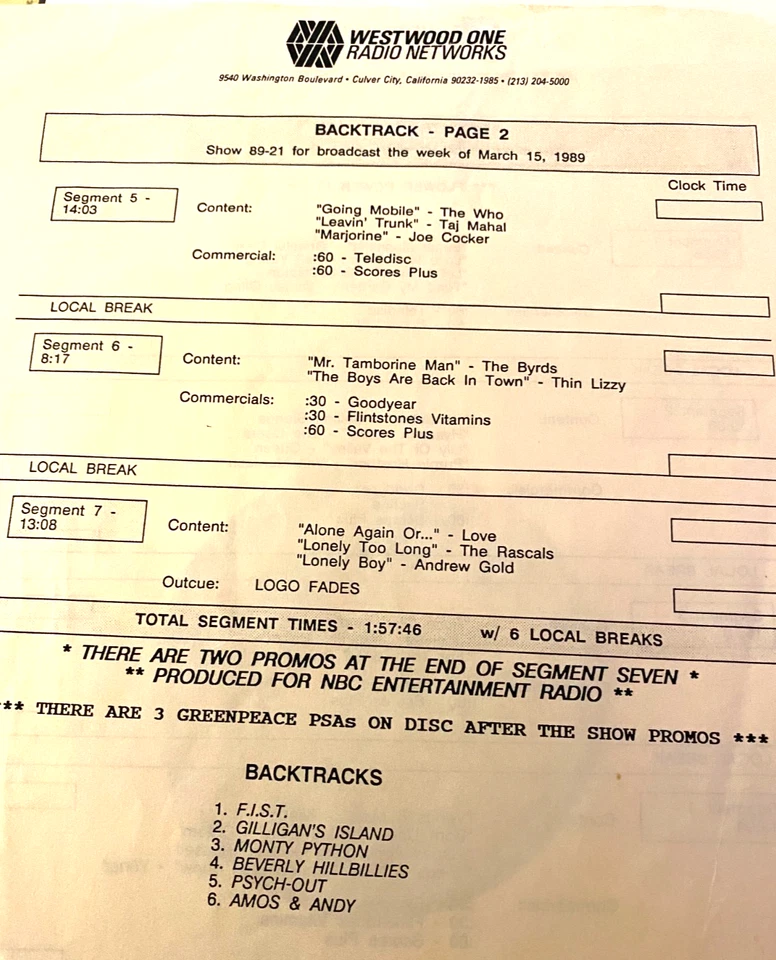 WESTWOOD ONE
RADIO NETWORKS
9540 Washington Boulevard • Culver City, California 90232-1985 • (213) 204-5000
BACKTRACK - PAGE 2
Show 89-21 for broadcast the week of March 15, 1989
Clock Time
Segment 5 -
14:03
Content:
"Going Mobile" - The Who
"Leavin' Trunk" - Taj Mahal
"Marjorine" - Joe Cocker
Commercial:
:60 - Teledisc
:60 - Scores Plus
LOCAL BREAK
Segment 6 -
8:17
Content:
"Mr. Tamborine Man" - The Byrds
"The Boys Are Back In Town" - Thin Lizzy
Commercials:
:30 - Goodyear
:30 - Flintstones Vitamins
:60 - Scores Plus
LOCAL BREAK
Segment 7 -
13:08
Content:
"Alone Again Or..." - Love
"Lonely Too Long" - The Rascals
"Lonely Boy" - Andrew Gold
Outcue: LOGO FADES
TOTAL SEGMENT TIMES - 1:57:46 w/ 6 LOCAL BREAKS
* THERE ARE TWO PROMOS AT THE END OF SEGMENT SEVEN *
** PRODUCED FOR NBC ENTERTAINMENT RADIO **
*** THERE ARE 3 GREENPEACE PSAs ON DISC AFTER THE SHOW PROMOS ***
BACKTRACKS
1. F.I.S.T.
2. GILLIGAN'S ISLAND
3. MONTY PYTHON
4. BEVERLY HILLBILLIES
5. PSYCH-OUT
6. AMOS & ANDY